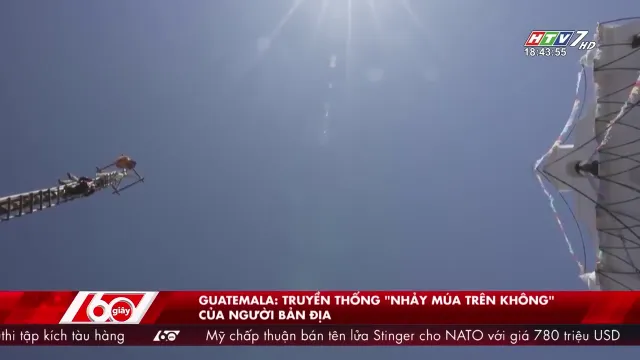 HTV7 HD
18:43:55
60 giây
GUATEMALA: TRUYỀN THỐNG "NHẢY MÚA TRÊN KHÔNG"
CỦA NGƯỜI BẢN ĐỊA
thi tập kích tàu hàng 60 Mỹ chấp thuận bán tên lửa Stinger cho NATO với giá 780 triệu USD